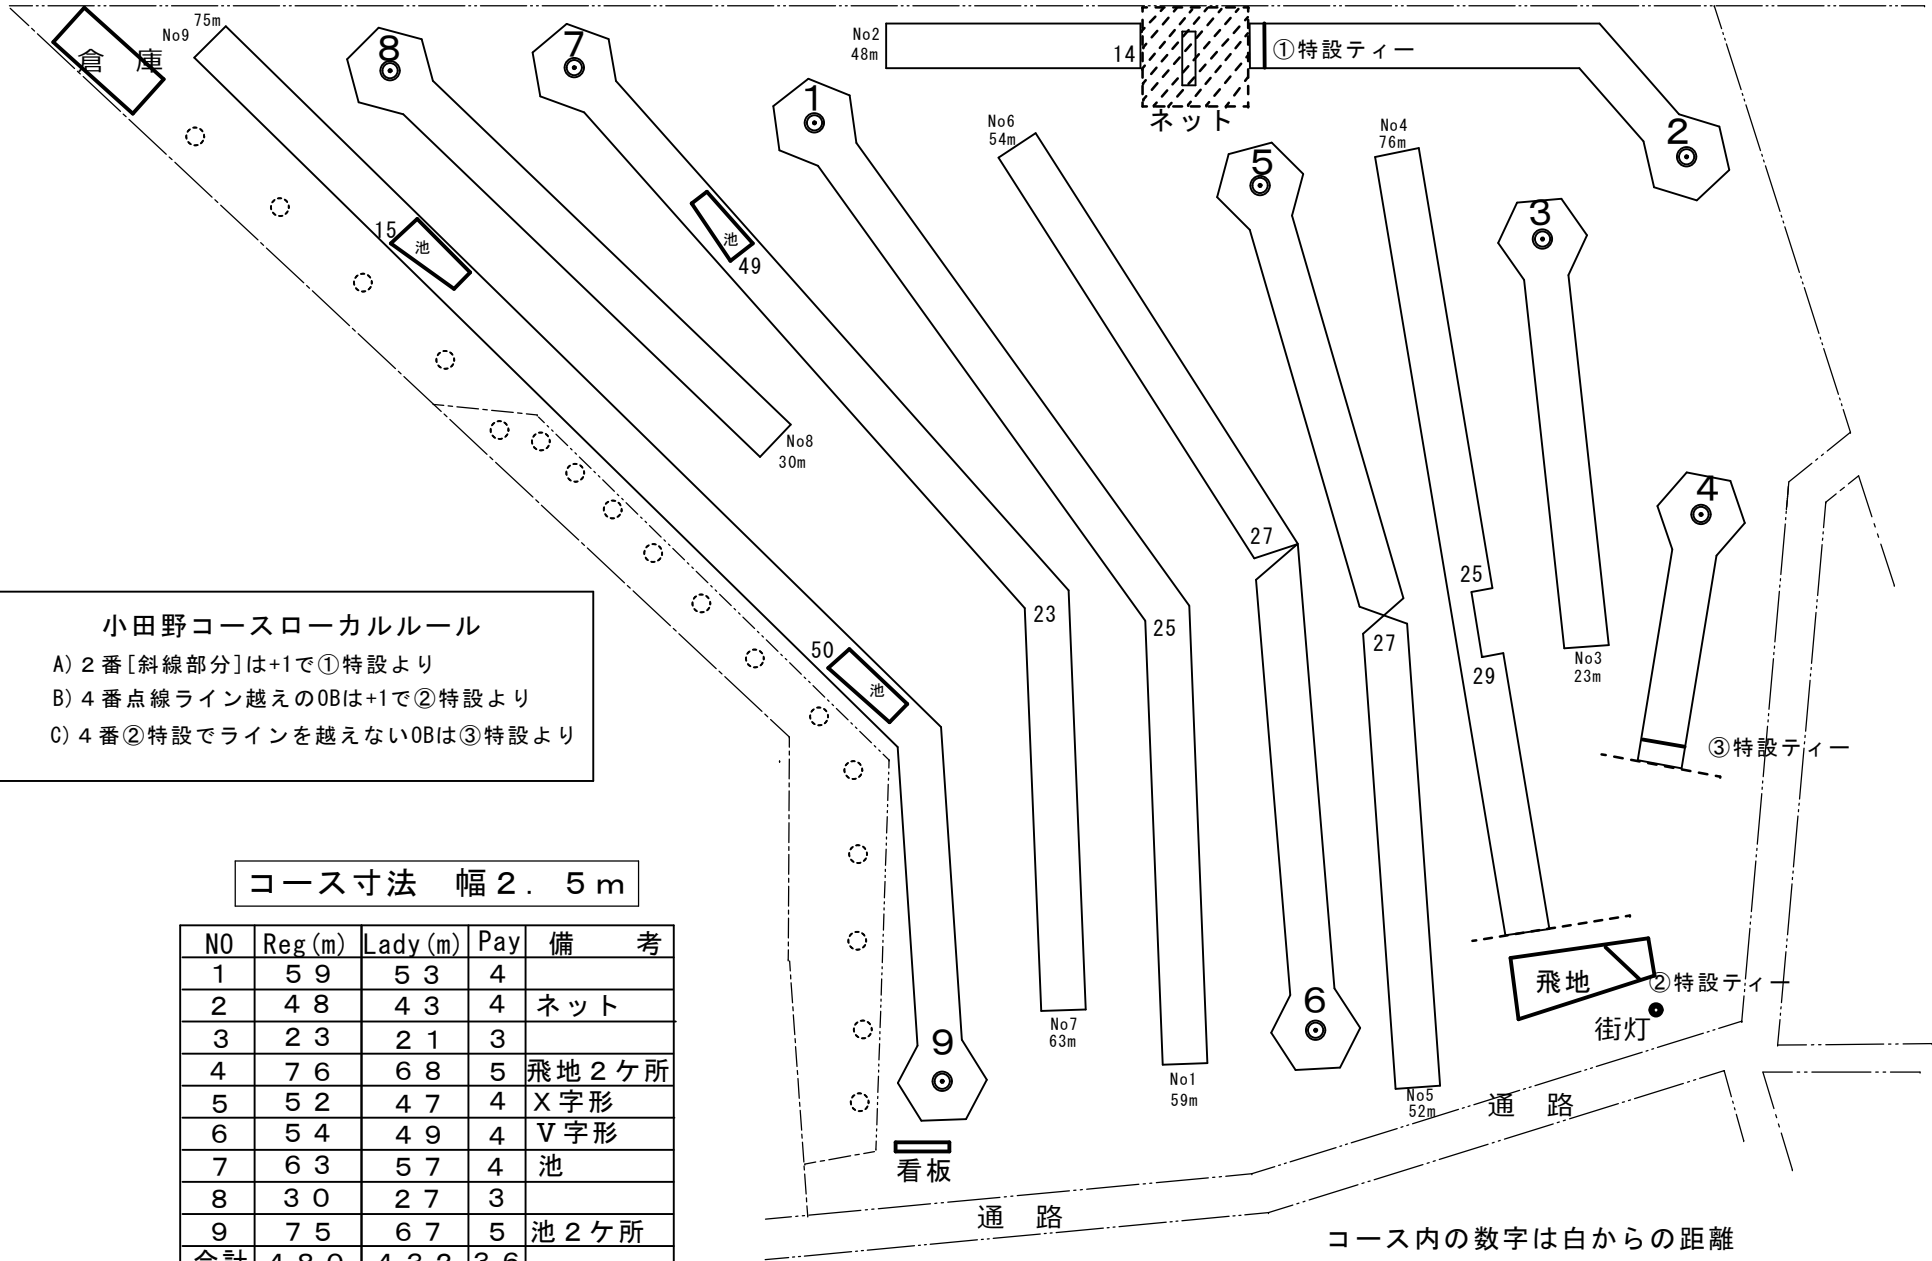 倉 庫
No9
75m
8
7
1
No2
48m
14
ネット
①特設ティー
2
No6
54m
5
No4
76m
3
15
池
池
49
No8
30m
4
27
25
No3
23m
27
29
23
25
③特設ティー
50
池
小田野コースローカルルール
A)２番[斜線部分]は+1で①特設より
B)４番点線ライン越えのOBは+1で②特設より
C)４番②特設でラインを越えないOBは③特設より
コース寸法 幅２．５ｍ
NO Reg(m) Lady(m) Pay 備 考
1 ５９ ５３ 4
2 ４８ ４３ 4 ネット
3 ２３ ２１ 3
4 ７６ ６８ 5 飛地２ケ所
5 ５２ ４７ 4 Ｘ字形
6 ５４ ４９ 4 Ｖ字形
7 ６３ ５７ 4 池
8 ３０ ２７ 3
9 ７５ ６７ 5 池２ケ所
合計 ４８０ ４３２ ３６
飛地
②特設ティー
街灯
6
9
No7
63m
No1
59m
No5
52m
通 路
看板
通 路
コース内の数字は白からの距離